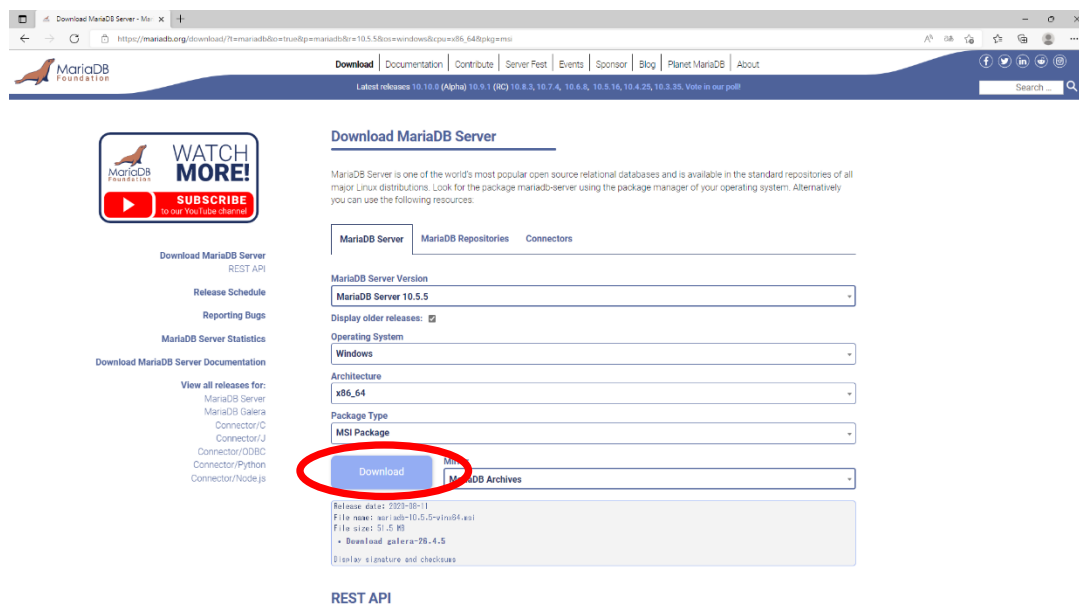 Download MariaDB Server - Mar
https://mariadb.org/download/?t=mariadb&o=true&p=mariadb&r=10.5.5&os=windows&cpu=x86_64&pkg=msi
MariaDB
Foundation
Download Documentation Contribute Server Fest Events Sponsor Blog Planet MariaDB About
Latest releases 10.10.0 (Alpha) 10.9.1 (RC) 10.8.3, 10.7.4, 10.6.8, 10.5.16, 10.4.25, 10.3.35. Vote in our poll!
Search ...
WATCH
MORE!
MariaDB
Foundation
SUBSCRIBE
to our YouTube channel
Download MariaDB Server
REST API
Release Schedule
Reporting Bugs
MariaDB Server Statistics
Download MariaDB Server Documentation
View all releases for:
MariaDB Server
MariaDB Galera
Connector/C
Connector/J
Connector/ODBC
Connector/Python
Connector/Node.js
Download MariaDB Server
MariaDB Server is one of the world's most popular open source relational databases and is available in the standard repositories of all
major Linux distributions. Look for the package mariadb-server using the package manager of your operating system. Alternatively
you can use the following resources:
MariaDB Server MariaDB Repositories Connectors
MariaDB Server Version
MariaDB Server 10.5.5
Display older releases:
Operating System
Windows
Architecture
x86_64
Package Type
MSI Package
Download
MariaDB Archives
Release date: 2020-08-11
File name: mariadb-10.5.5-winx64.msi
File size: 51.5 MB
• Download galera-26.4.5
Display signature and checksums
REST API